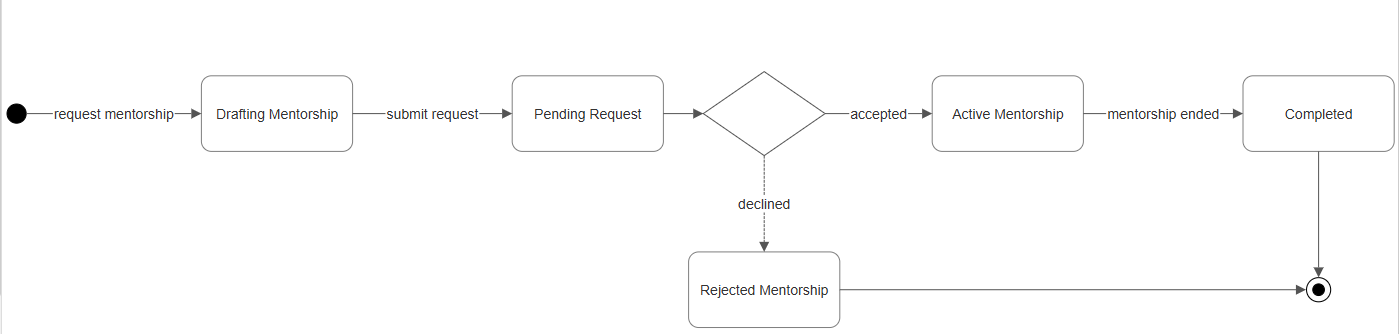 request mentorship
Drafting Mentorship
submit request
Pending Request
accepted
Active Mentorship
mentorship ended
Completed
declined
Rejected Mentorship